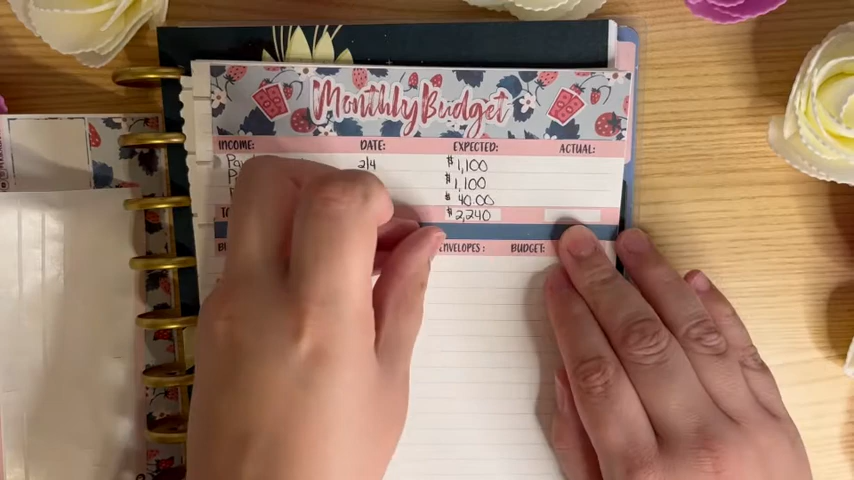 Monthly Budget
INCOME: DATE: EXPECTED: ACTUAL:
2/4 $1,100
$1,100
$40.00
$2,240
ENVELOPES: BUDGET: